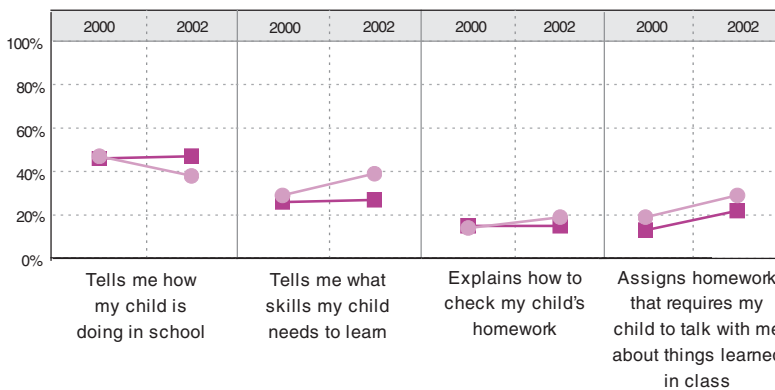 2000 2002 2000 2002 2000 2002 2000 2002
100%
80%
60%
40%
20%
0%
Tells me how
my child is
doing in school
Tells me what
skills my child
needs to learn
Explains how to
check my child's
homework
Assigns homework
that requires my
child to talk with me
about things learned
in class